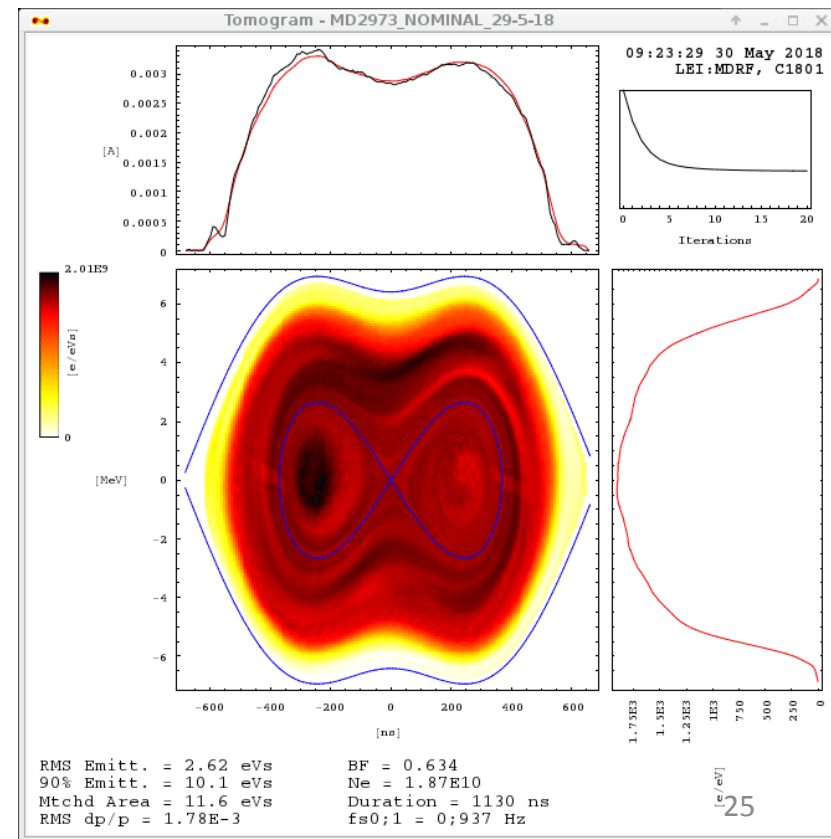 Tomogram - MD2973_NOMINAL_29-5-18
09:23:29 30 May 2018
LEI:MDRF, C1801
0.003
0.0025
0.002
[A]
0.0015
0.001
0.0005
0
0 5 10 15 20
Iterations
2.01E9
[e/eVs]
0
6
4
2
[MeV]
0
-2
-4
-6
-600 -400 -200 0 200 400 600
[ns]
1.75E3 1.5E3 1.25E3 1E3 750 500 250 0
[e/eV]
RMS Emitt. = 2.62 eVs BF = 0.634
90% Emitt. = 10.1 eVs Ne = 1.87E10
Mtchd Area = 11.6 eVs Duration = 1130 ns
RMS dp/p = 1.78E-3 fs0;1 = 0;937 Hz
25